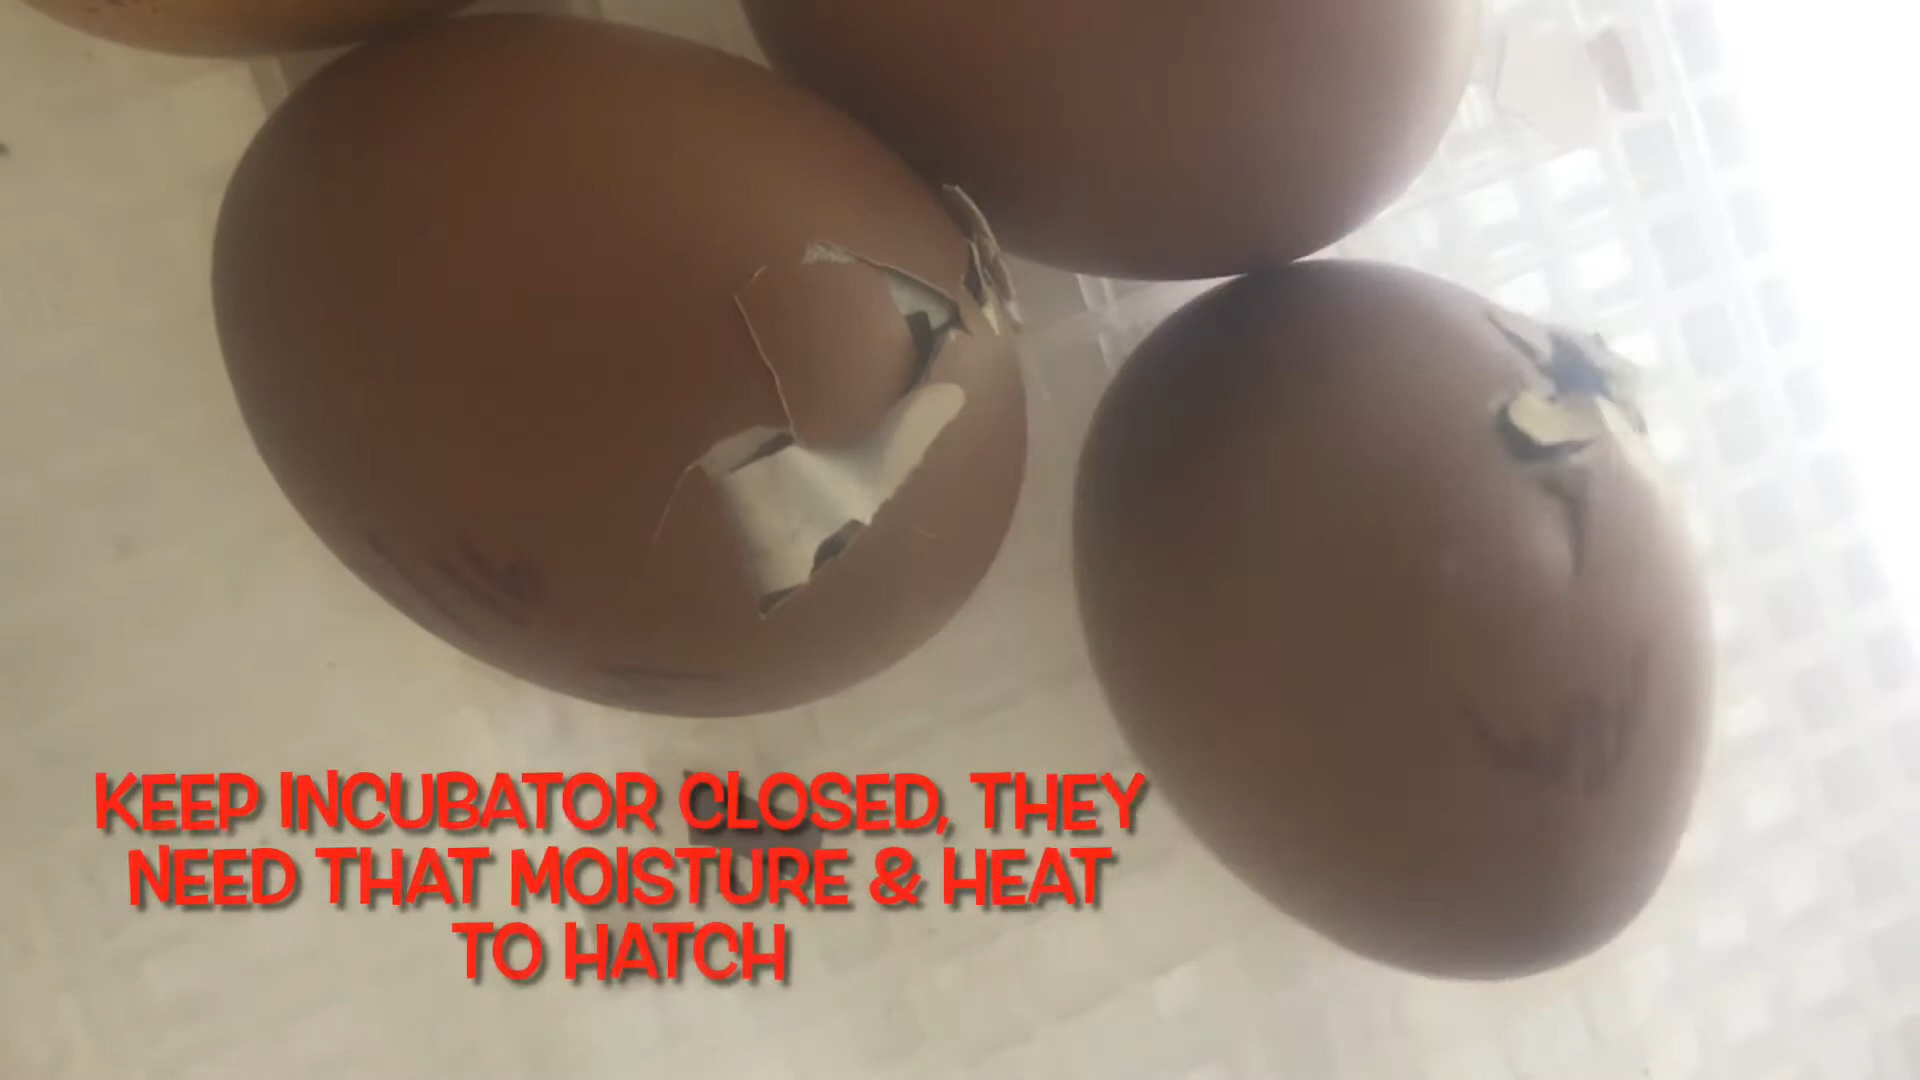 KEEP INCUBATOR CLOSED, THEY
NEED THAT MOISTURE & HEAT
TO HATCH